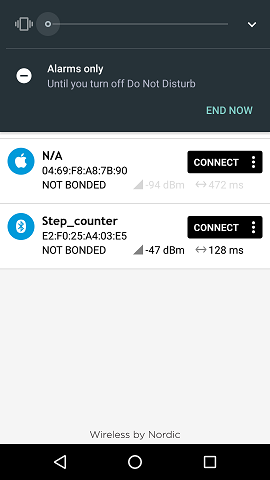 Alarms only
Until you turn off Do Not Disturb
END NOW
N/A
04:69:F8:A8:7B:90
NOT BONDED -94 dBm 472 ms
CONNECT
Step_counter
E2:F0:25:A4:03:E5
NOT BONDED -47 dBm 128 ms
CONNECT
Wireless by Nordic